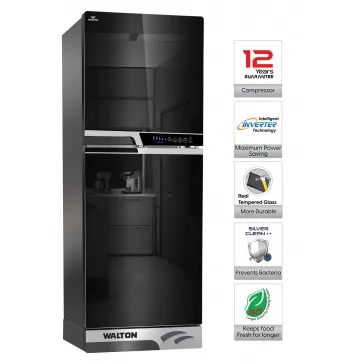 12
Years
GUARANTEE
Compressor
Intelligent
INVERTER
Technology
Maximum Power
Saving
Real
Tempered Glass
More Durable
SILVER
CLEAN ++
Prevents Bacteria
Keeps food
Fresh for longer
WALTON